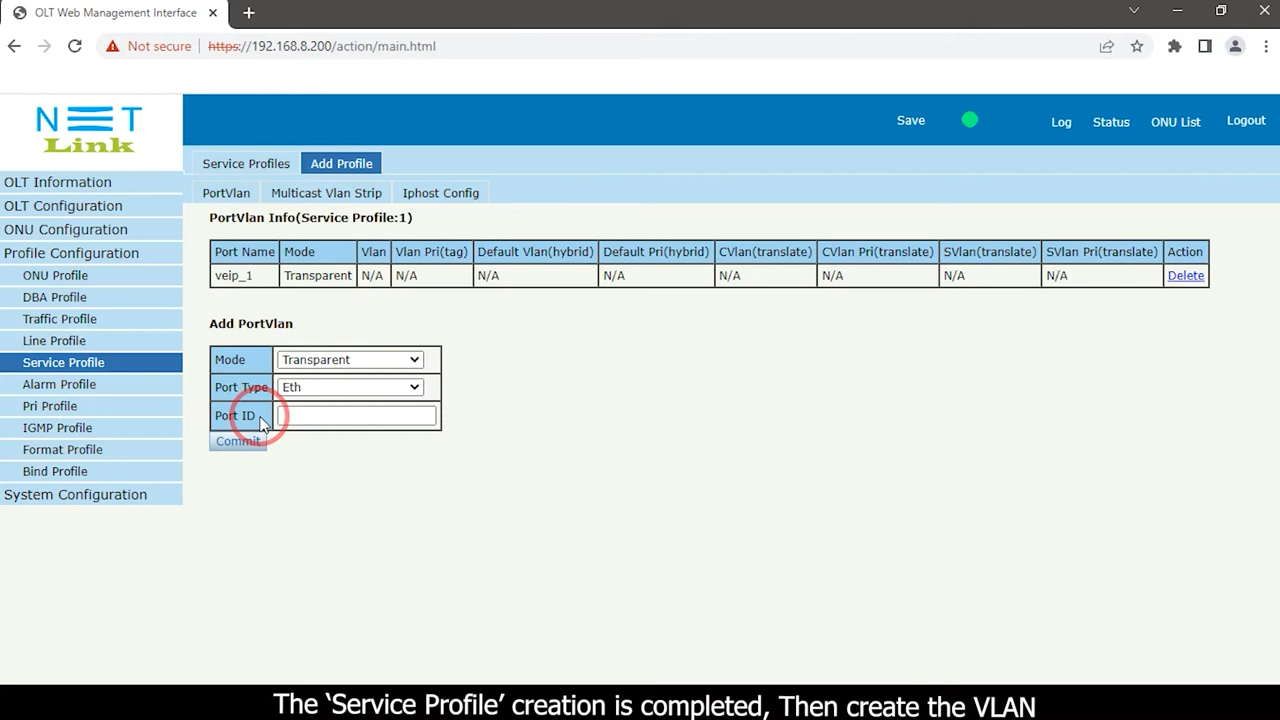 OLT Web Management Interface
Not secure https://192.168.8.200/action/main.html
NET
Link
Save
Log
Status
ONU List
Logout
Service Profiles
Add Profile
PortVlan
Multicast Vlan Strip
Iphost Config
OLT Information
OLT Configuration
ONU Configuration
Profile Configuration
ONU Profile
DBA Profile
Traffic Profile
Line Profile
Service Profile
Alarm Profile
Pri Profile
IGMP Profile
Format Profile
Bind Profile
System Configuration
PortVlan Info(Service Profile:1)
Port Name Mode Vlan Vlan Pri(tag) Default Vlan(hybrid) Default Pri(hybrid) CVlan(translate) CVlan Pri(translate) SVlan(translate) SVlan Pri(translate) Action
veip_1 Transparent N/A N/A N/A N/A N/A N/A N/A N/A Delete
Add PortVlan
Mode Transparent
Port Type Eth
Port ID
Commit
The ‘Service Profile’ creation is completed, Then create the VLAN